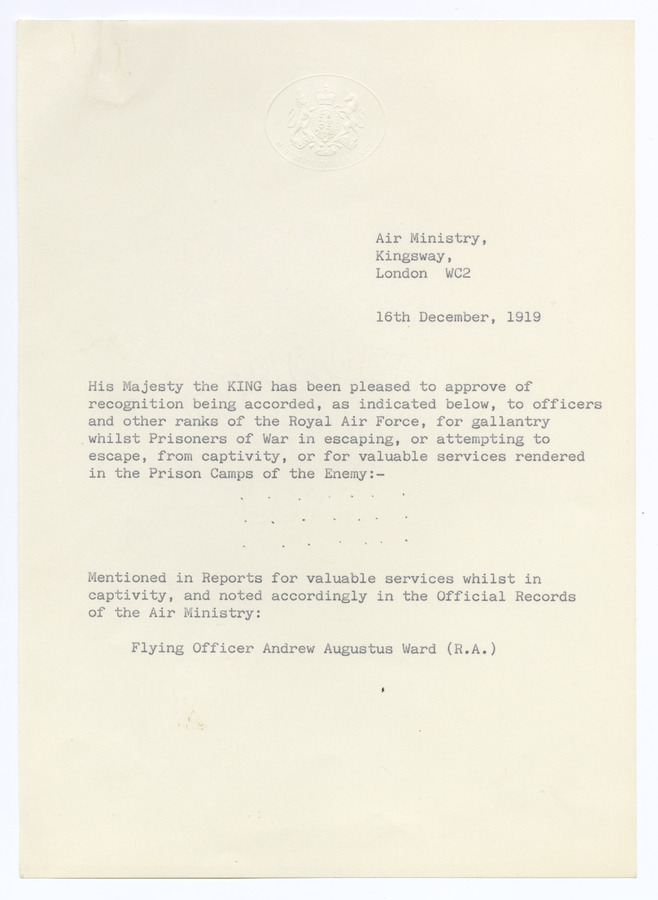 Air Ministry,
Kingsway,
London WC2
16th December, 1919
His Majesty the KING has been pleased to approve of
recognition being accorded, as indicated below, to officers
and other ranks of the Royal Air Force, for gallantry
whilst Prisoners of War in escaping, or attempting to
escape, from captivity, or for valuable services rendered
in the Prison Camps of the Enemy:-
. . . . . .
. . . . . .
. . . . . .
Mentioned in Reports for valuable services whilst in
captivity, and noted accordingly in the Official Records
of the Air Ministry:
Flying Officer Andrew Augustus Ward (R.A.)